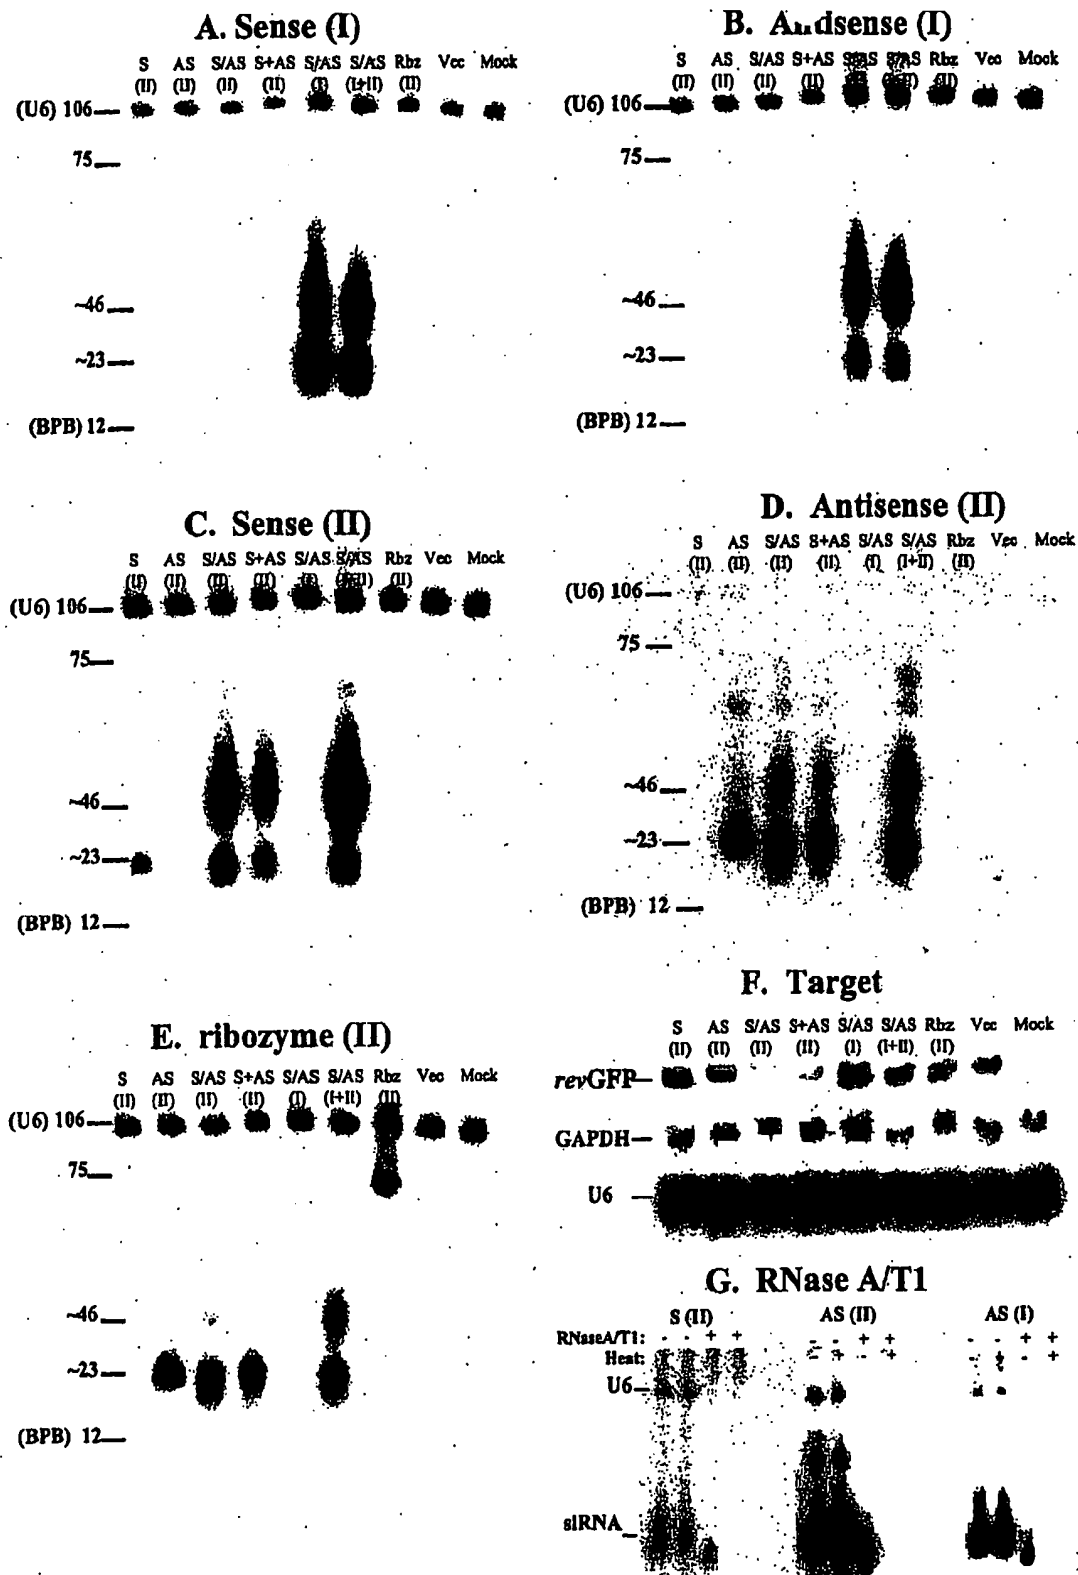 A. Sense (I)
S AS S/AS S+AS S/AS S/AS Rbz Vec Mock
(II) (II) (II) (II) (I) (I+II) (II)
(U6) 106
75
~46
~23
(BPB) 12
B. (I)
S AS S/AS S+AS S/AS S/AS Rbz Vec Mock
(II) (II) (II) (II) (II)
(U6) 106
75
~46
~23
(BPB) 12
C. Sense (II)
S AS S/AS S+AS S/AS S/AS Rbz Vec Mock
(II) (II) (II) (II) (I) (II)
(U6) 106
75
~46
~23
(BPB) 12
D. Antisense (II)
S AS S/AS S+AS S/AS S/AS Rbz Vec Mock
(II) (II) (II) (II) (I) (I+II) (II)
(U6) 106
75
~46
~23
(BPB) 12
E. ribozyme (II)
S AS S/AS S+AS S/AS S/AS Rbz Vec Mock
(II) (II) (II) (II) (I) (I+II) (II)
(U6) 106
75
~46
~23
(BPB) 12
F. Target
S AS S/AS S+AS S/AS S/AS Rbz Vec Mock
(II) (II) (II) (II) (I) (I+II) (II)
revGFP
GAPDH
U6
G. RNase A/T1
S (II) AS (II) AS (I)
RNaseA/T1: - - + + - - + + - - + +
Heat: - + - + - + - + - + - +
U6
siRNA